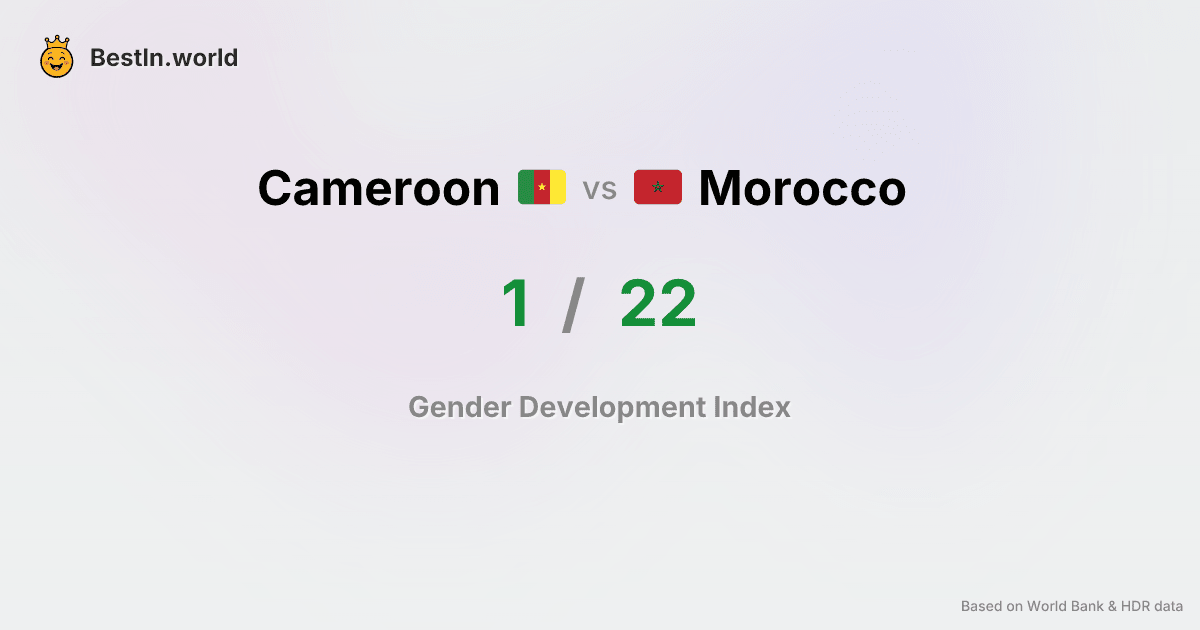 BestIn.world
Cameroon vs Morocco
1 / 22
Gender Development Index
Based on World Bank & HDR data